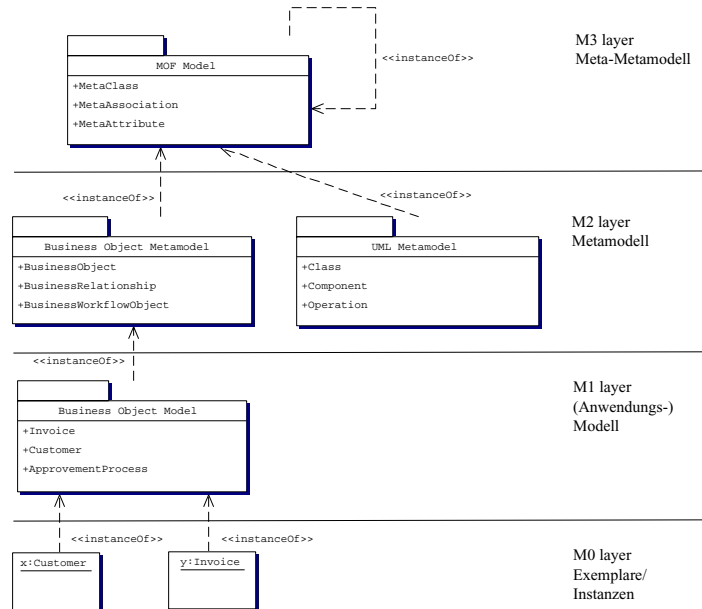 M3 layer
Meta-Metamodell
<<instanceOf>>
MOF Model
+MetaClass
+MetaAssociation
+MetaAttribute
<<instanceOf>>
<<instanceOf>>
M2 layer
Metamodell
Business Object Metamodel
+BusinessObject
+BusinessRelationship
+BusinessWorkflowObject
UML Metamodel
+Class
+Component
+Operation
<<instanceOf>>
M1 layer
(Anwendungs-)
Modell
Business Object Model
+Invoice
+Customer
+ApprovementProcess
<<instanceOf>>
<<instanceOf>>
x:Customer
y:Invoice
M0 layer
Exemplare/
Instanzen